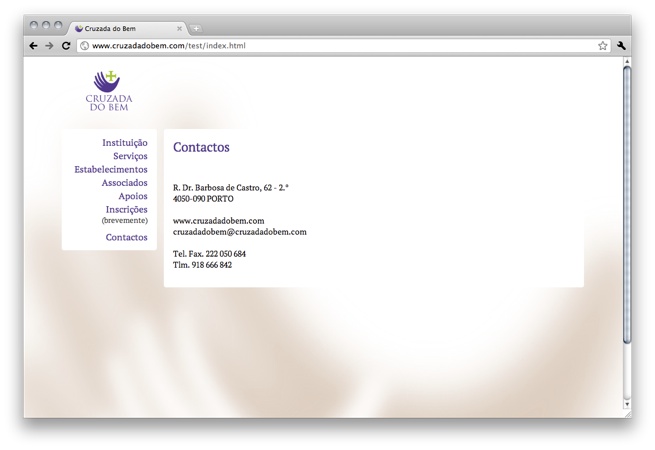 Cruzada do Bem
www.cruzadadobem.com/test/index.html
CRUZADA
DO BEM
Instituição
Serviços
Estabelecimentos
Associados
Apoios
Inscrições
(brevemente)
Contactos
Contactos
R. Dr. Barbosa de Castro, 62 - 2.º
4050-090 PORTO
www.cruzadadobem.com
cruzadadobem@cruzadadobem.com
Tel. Fax. 222 050 684
Tlm. 918 666 842